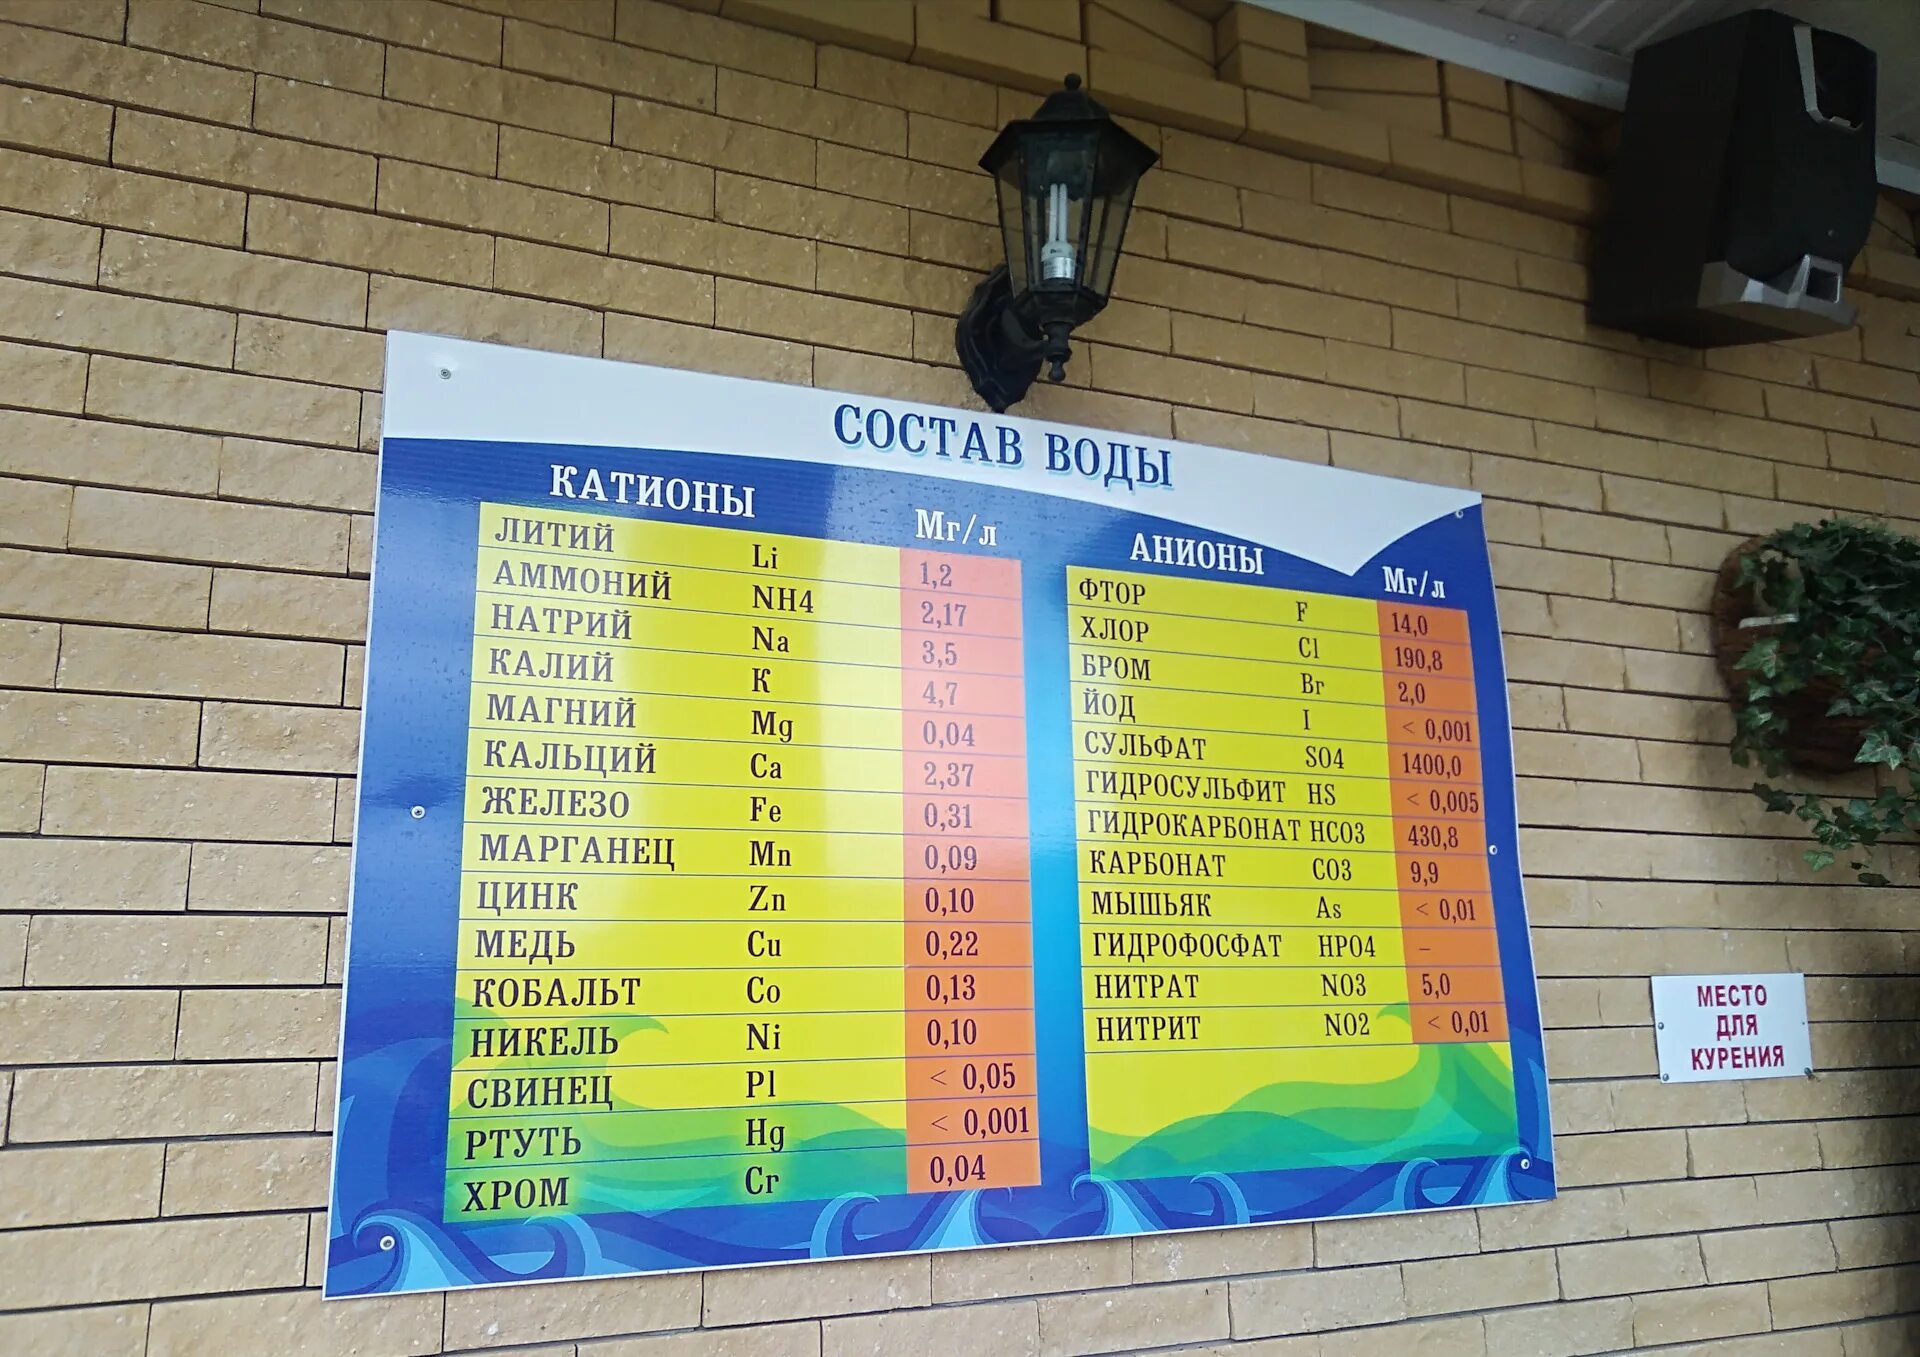 СОСТАВ ВОДЫ
КАТИОНЫ Мг/л
ЛИТИЙ Li 1,2
АММОНИЙ NH4 2,17
НАТРИЙ Na 3,5
КАЛИЙ К 4,7
МАГНИЙ Mg 0,04
КАЛЬЦИЙ Ca 2,37
ЖЕЛЕЗО Fe 0,31
МАРГАНЕЦ Mn 0,09
ЦИНК Zn 0,10
МЕДЬ Cu 0,22
КОБАЛЬТ Co 0,13
НИКЕЛЬ Ni 0,10
СВИНЕЦ Pl < 0,05
РТУТЬ Hg < 0,001
ХРОМ Cr 0,04
АНИОНЫ Мг/л
ФТОР F 14,0
ХЛОР Cl 190,8
БРОМ Br 2,0
ЙОД I < 0,001
СУЛЬФАТ SO4 1400,0
ГИДРОСУЛЬФИТ HS < 0,005
ГИДРОКАРБОНАТ HCO3 430,8
КАРБОНАТ CO3 9,9
МЫШЬЯК As < 0,01
ГИДРОФОСФАТ HPO4 –
НИТРАТ NO3 5,0
НИТРИТ NO2 < 0,01
МЕСТО
ДЛЯ
КУРЕНИЯ